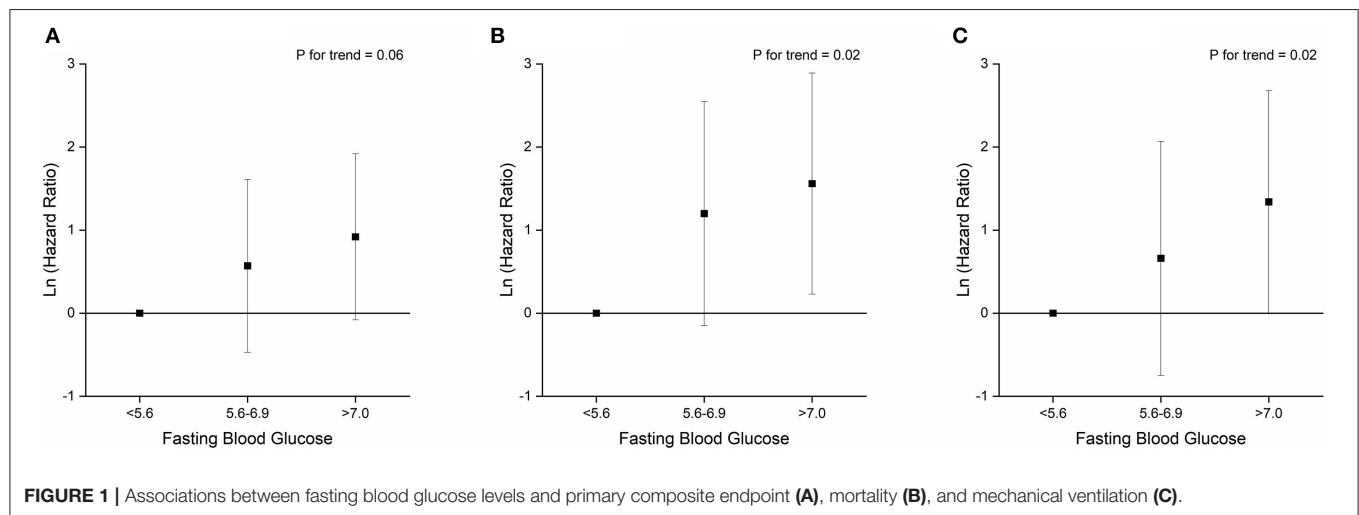 A
P for trend = 0.06
3
2
1
0
-1
Ln (Hazard Ratio)
<5.6 5.6-6.9 >7.0
Fasting Blood Glucose
B
P for trend = 0.02
3
2
1
0
-1
Ln (Hazard Ratio)
<5.6 5.6-6.9 >7.0
Fasting Blood Glucose
C
P for trend = 0.02
3
2
1
0
-1
Ln (Hazard Ratio)
<5.6 5.6-6.9 >7.0
Fasting Blood Glucose
FIGURE 1 | Associations between fasting blood glucose levels and primary composite endpoint (A), mortality (B), and mechanical ventilation (C).